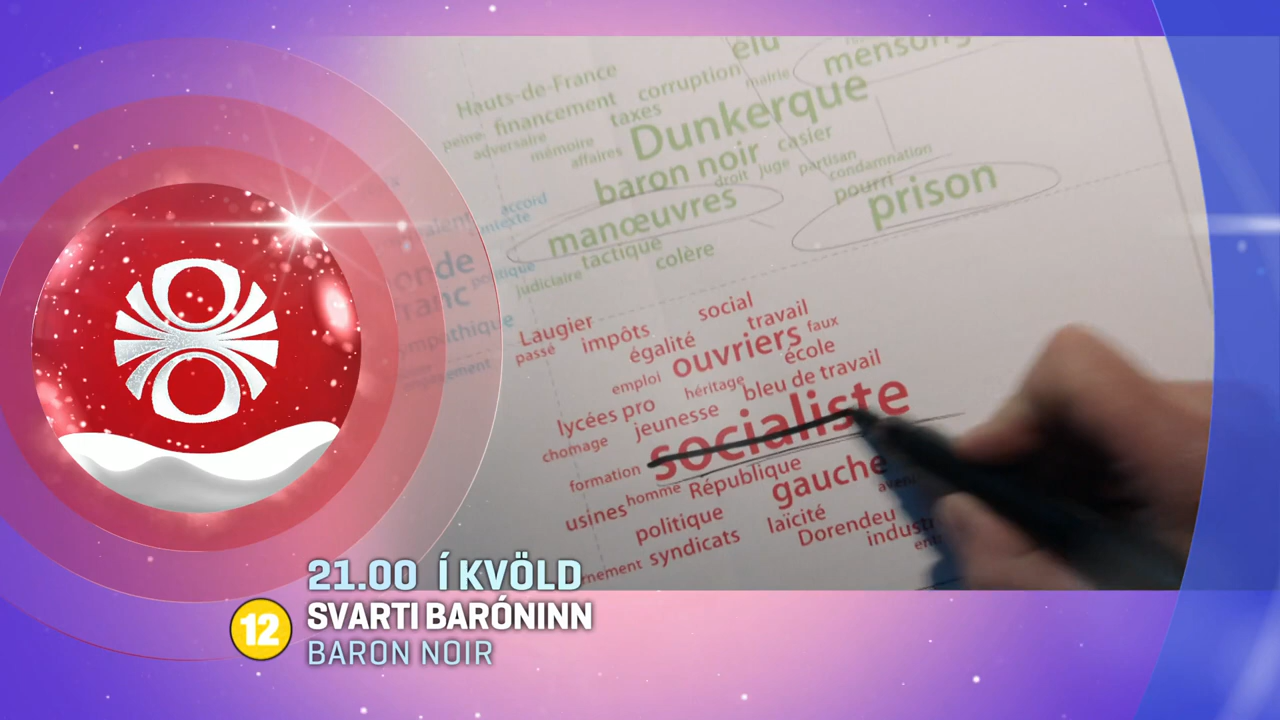 élu
mensong
Hauts-de-France
corruption
mairie
financement
taxes
Dunkerque
peine
adversaire
mémoire
affaires
casier
baron noir
droit
juge
partisan
condamnation
pourri
prison
accord
manœuvres
tactique
colère
politique
judiciaire
onde
Laugier
passé
impôts
social
travail
faux
égalité
ouvriers
école
emploi
héritage
bleu de travail
lycées pro
jeunesse
chomage
socialiste
formation
homme
République
gauche
usines
politique
laïcité
Dorendeu
syndicats
industr
21.00 Í KVÖLD
12
SVARTI BARÓNINN
BARON NOIR